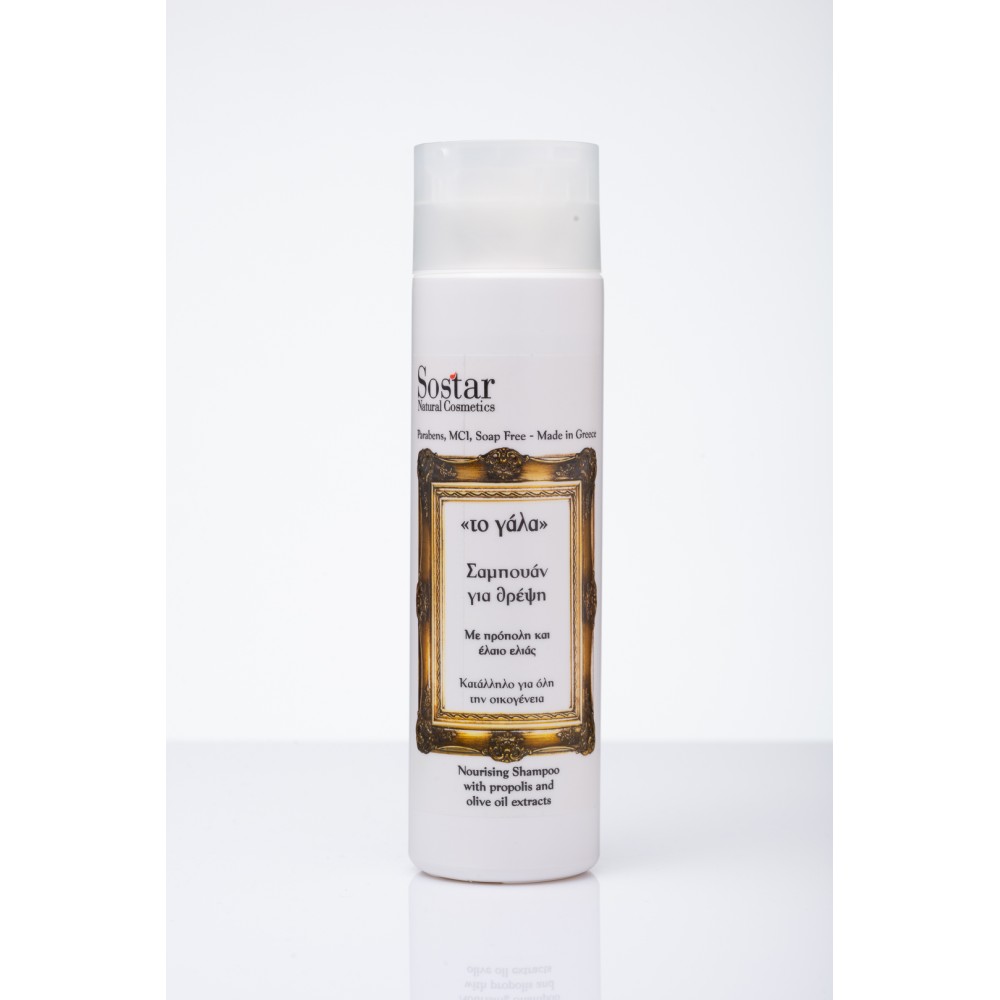 Sostar
Natural Cosmetics
Parabens, MCl, Soap Free - Made in Greece
«το γάλα»
Σαμπουάν
για θρέψη
Με πρόπολη και
έλαιο ελιάς
Κατάλληλο για όλη
την οικογένεια
Nourising Shampoo
with propolis and
olive oil extracts